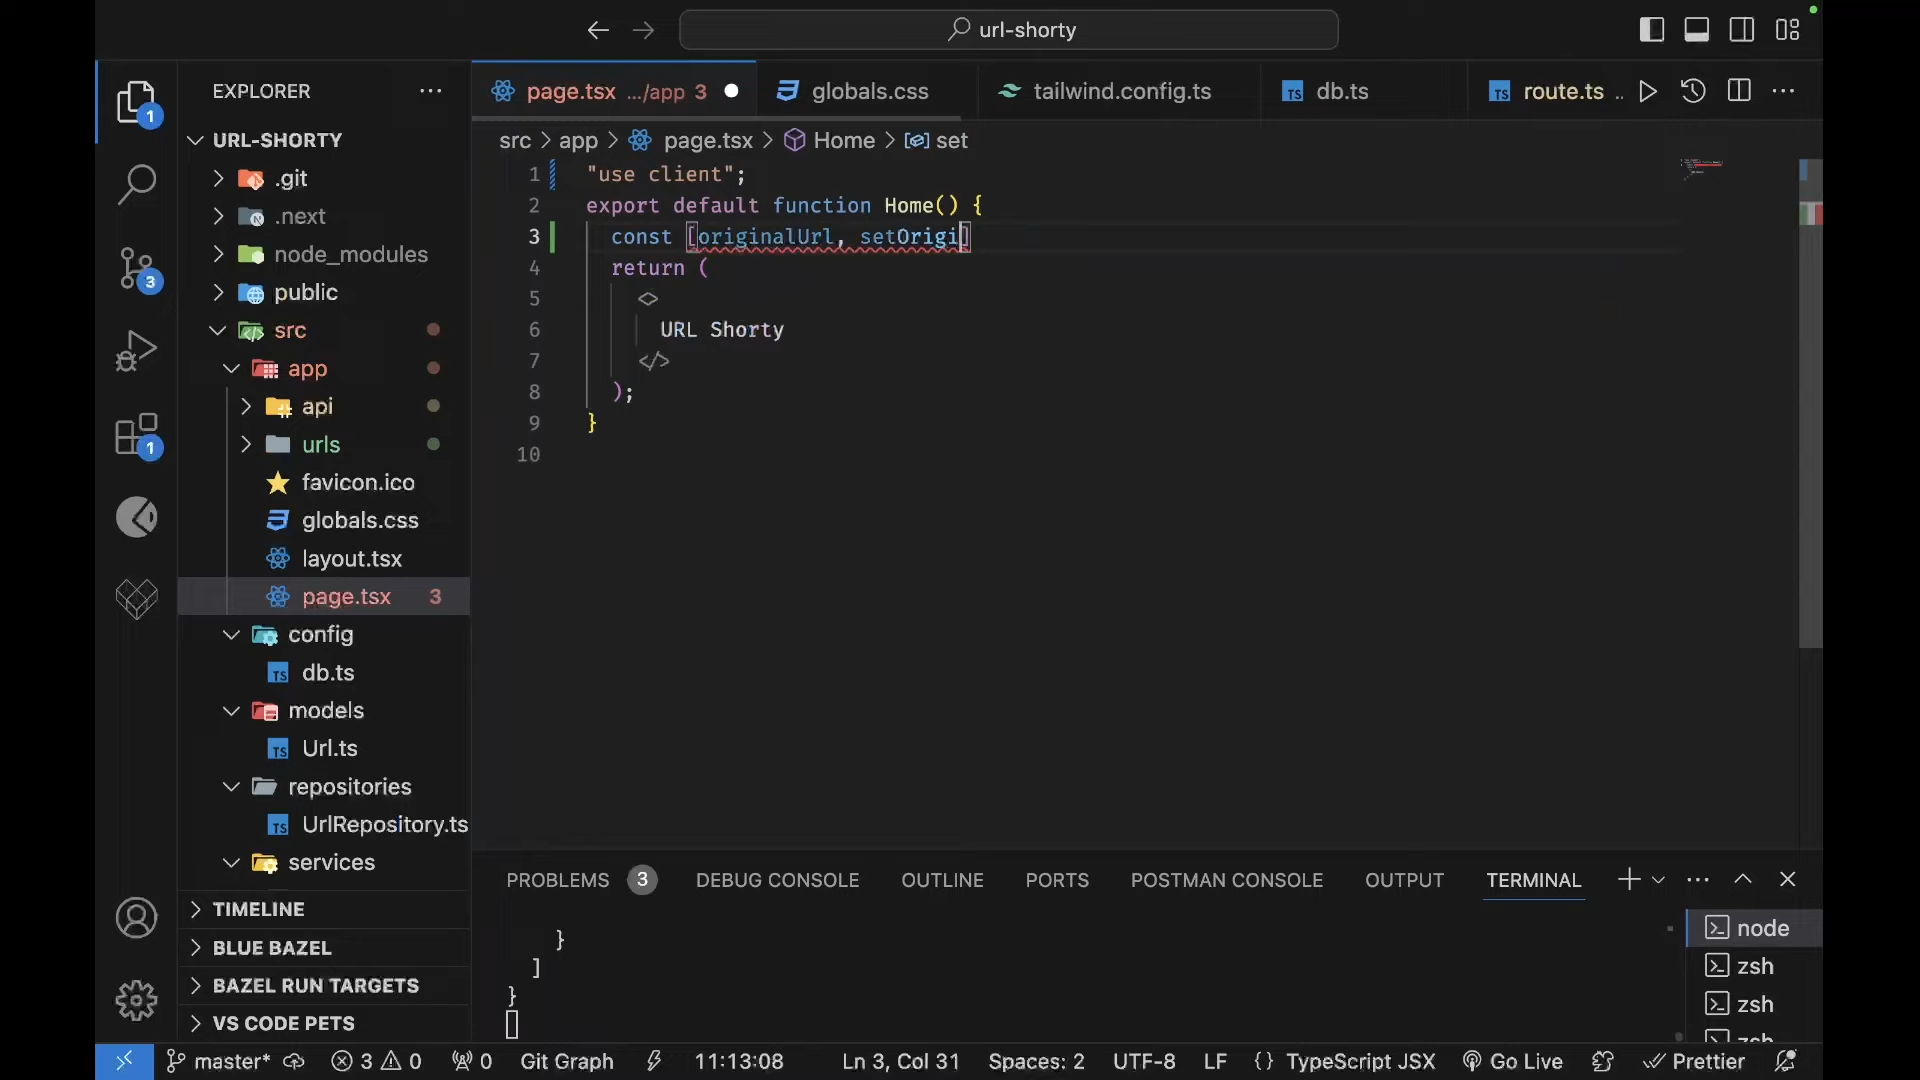 url-shorty
EXPLORER
page.tsx .../app 3
globals.css
tailwind.config.ts
db.ts
route.ts ..
src > app > page.tsx > Home > set
URL-SHORTY
.git
.next
node_modules
public
src
app
api
urls
favicon.ico
globals.css
layout.tsx
page.tsx 3
config
db.ts
models
Url.ts
repositories
UrlRepository.ts
services
TIMELINE
BLUE BAZEL
BAZEL RUN TARGETS
VS CODE PETS
1
3
1
1 "use client";
2 export default function Home() {
3 const [originalUrl, setOrigi]
4 return (
5 <>
6 URL Shorty
7 </>
8 );
9 }
10
PROBLEMS 3 DEBUG CONSOLE OUTLINE PORTS POSTMAN CONSOLE OUTPUT TERMINAL
}
]
}
node
zsh
zsh
master* 3 0 0 Git Graph 11:13:08 Ln 3, Col 31 Spaces: 2 UTF-8 LF {} TypeScript JSX Go Live Prettier